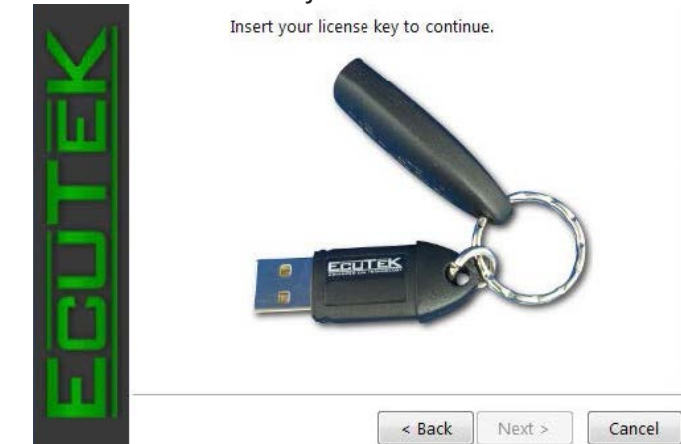 Insert your license key to continue.
ECUTEK
ECUTEK
< Back
Next >
Cancel